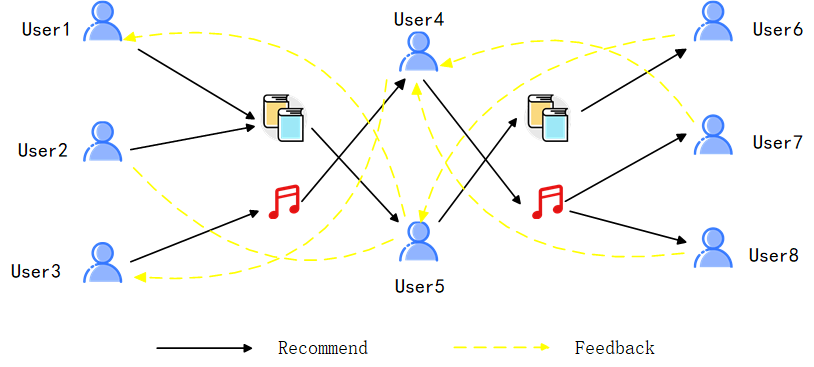 User1
User4
User6
User2
User7
User3
User5
User8
Recommend
Feedback